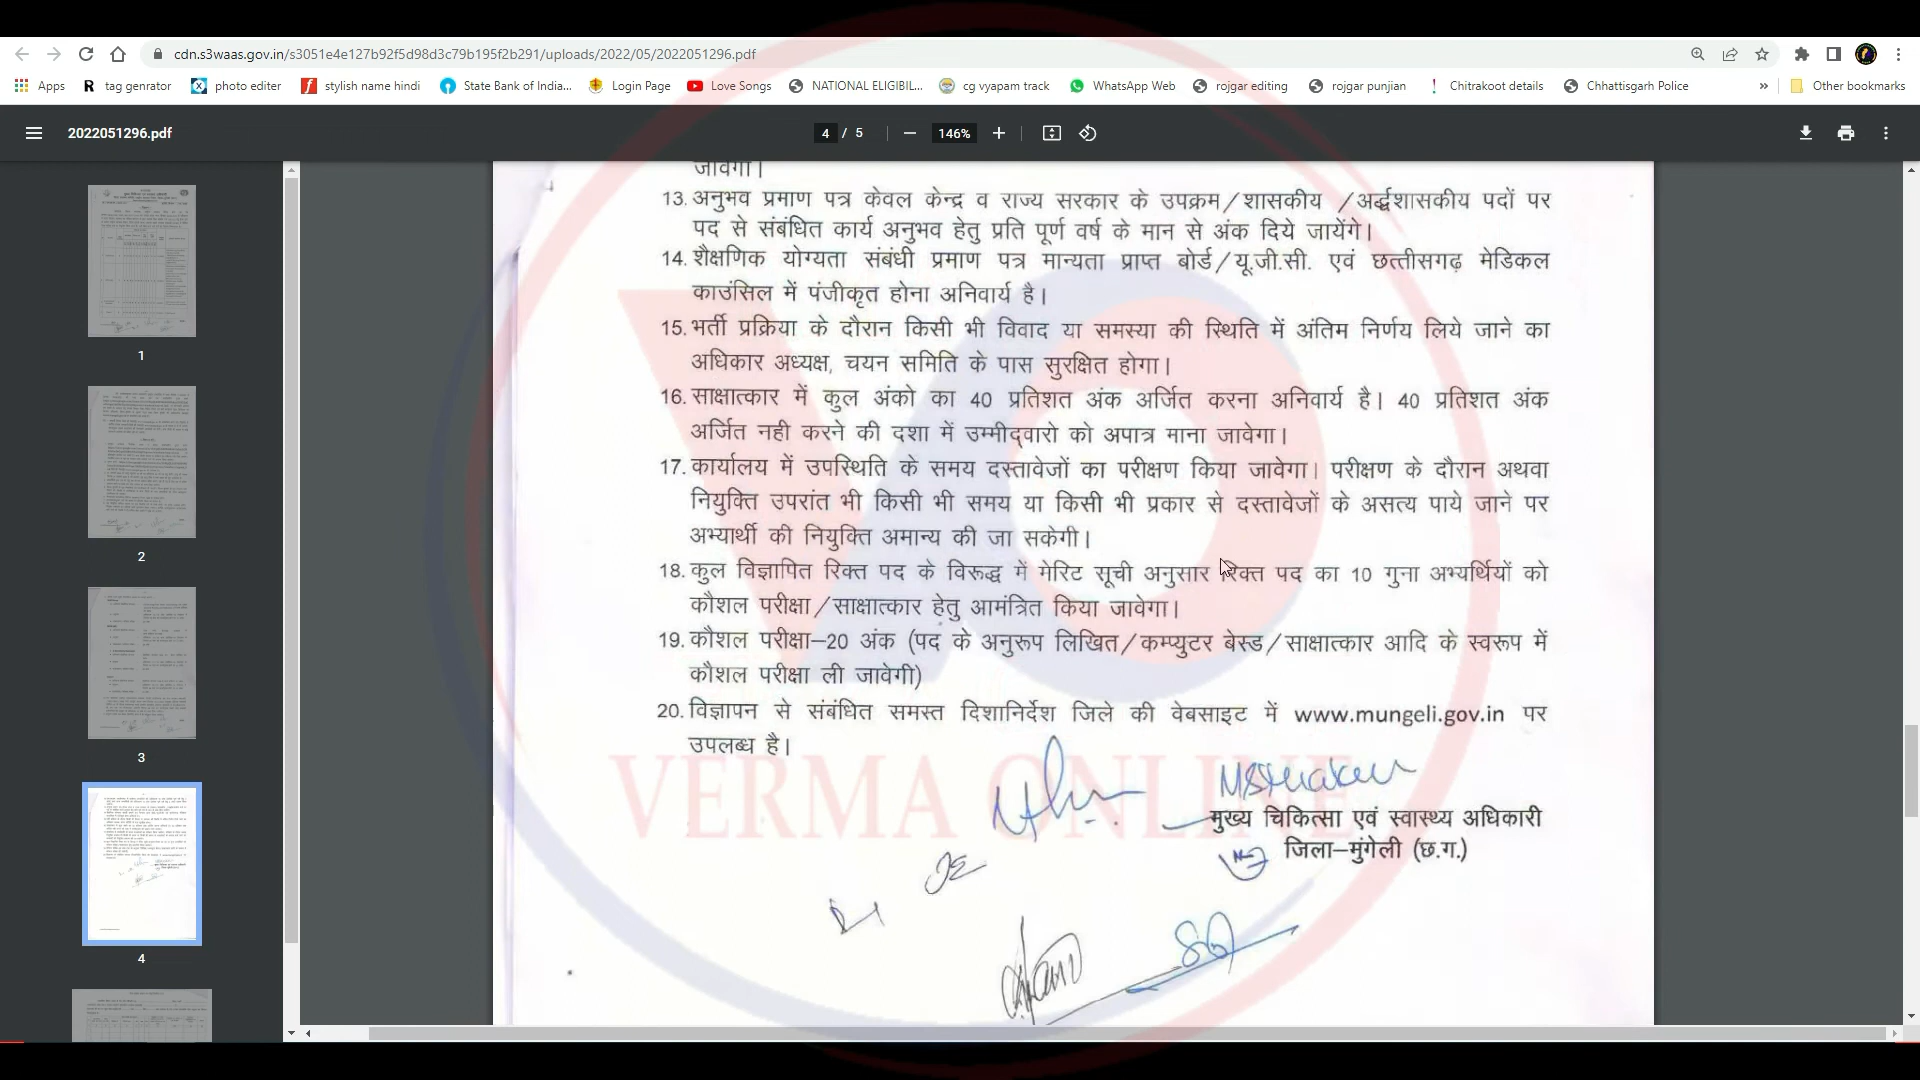 cdn.s3waas.gov.in/s3051e4e127b92f5d98d3c79b195f2b291/uploads/2022/05/2022051296.pdf
Apps tag genrator photo editer stylish name hindi State Bank of India... Login Page Love Songs NATIONAL ELIGIBIL... cg vyapam track WhatsApp Web rojgar editing rojgar punjian Chitrakoot details Chhattisgarh Police » Other bookmarks
2022051296.pdf 4 / 5 146%
1
2
3
4
जावेगा।
13. अनुभव प्रमाण पत्र केवल केन्द्र व राज्य सरकार के उपक्रम/शासकीय /अर्द्धशासकीय पदों पर
पद से संबंधित कार्य अनुभव हेतु प्रति पूर्ण वर्ष के मान से अंक दिये जायेंगे।
14. शैक्षणिक योग्यता संबंधी प्रमाण पत्र मान्यता प्राप्त बोर्ड/यू.जी.सी. एवं छत्तीसगढ़ मेडिकल
काउंसिल में पंजीकृत होना अनिवार्य है।
15. भर्ती प्रक्रिया के दौरान किसी भी विवाद या समस्या की स्थिति में अंतिम निर्णय लिये जाने का
अधिकार अध्यक्ष, चयन समिति के पास सुरक्षित होगा।
16. साक्षात्कार में कुल अंको का 40 प्रतिशत अंक अर्जित करना अनिवार्य है। 40 प्रतिशत अंक
अर्जित नही करने की दशा में उम्मीद्वारो को अपात्र माना जावेगा।
17. कार्यालय में उपस्थिति के समय दस्तावेजों का परीक्षण किया जावेगा। परीक्षण के दौरान अथवा
नियुक्ति उपरांत भी किसी भी समय या किसी भी प्रकार से दस्तावेजों के असत्य पाये जाने पर
अभ्यार्थी की नियुक्ति अमान्य की जा सकेगी।
18. कुल विज्ञापित रिक्त पद के विरूद्ध में मेरिट सूची अनुसार रिक्त पद का 10 गुना अभ्यर्थियों को
कौशल परीक्षा/साक्षात्कार हेतु आमंत्रित किया जावेगा।
19. कौशल परीक्षा–20 अंक (पद के अनुरूप लिखित/कम्प्युटर बेस्ड/साक्षात्कार आदि के स्वरूप में
कौशल परीक्षा ली जावेगी)
20. विज्ञापन से संबंधित समस्त दिशानिर्देश जिले की वेबसाइट में www.mungeli.gov.in पर
उपलब्ध है।
VERMA ONLINE
मुख्य चिकित्सा एवं स्वास्थ्य अधिकारी
जिला–मुंगेली (छ.ग.)